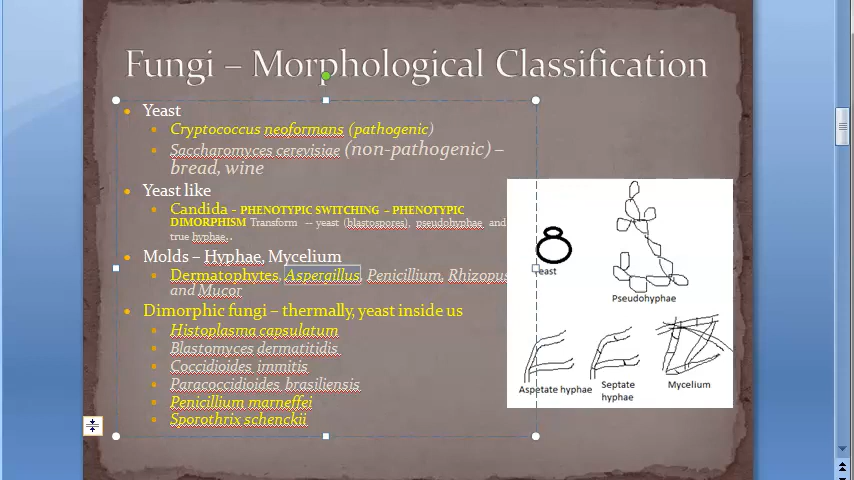 Fungi – Morphological Classification
Yeast
Cryptococcus neoformans (pathogenic)
Saccharomyces cerevisiae (non-pathogenic) –
bread, wine
Yeast like
Candida - PHENOTYPIC SWITCHING – PHENOTYPIC
DIMORPHISM Transform -- yeast (blastospores), pseudohyphae and
true hyphae.
Molds – Hyphae, Mycelium
Dermatophytes, Aspergillus, Penicillium, Rhizopus
and Mucor
Dimorphic fungi – thermally, yeast inside us
Histoplasma capsulatum
Blastomyces dermatitidis
Coccidioides immitis
Paracoccidioides brasiliensis
Penicillium marneffei
Sporothrix schenckii
Yeast
Pseudohyphae
Aspetate hyphae
Septate
hyphae
Mycelium